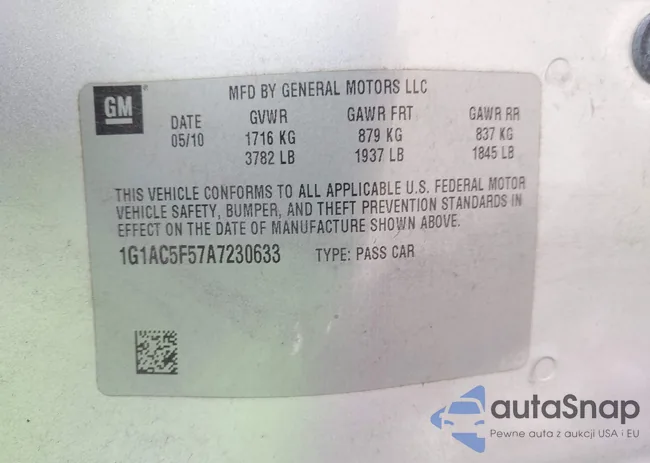 GM
MFD BY GENERAL MOTORS LLC
DATE GVWR GAWR FRT GAWR RR
05/10 1716 KG 879 KG 837 KG
3782 LB 1937 LB 1845 LB
THIS VEHICLE CONFORMS TO ALL APPLICABLE U.S. FEDERAL MOTOR
VEHICLE SAFETY, BUMPER, AND THEFT PREVENTION STANDARDS IN
EFFECT ON THE DATE OF MANUFACTURE SHOWN ABOVE.
1G1AC5F57A7230633 TYPE: PASS CAR
autaSnap
Pewne auta z aukcji USA i EU